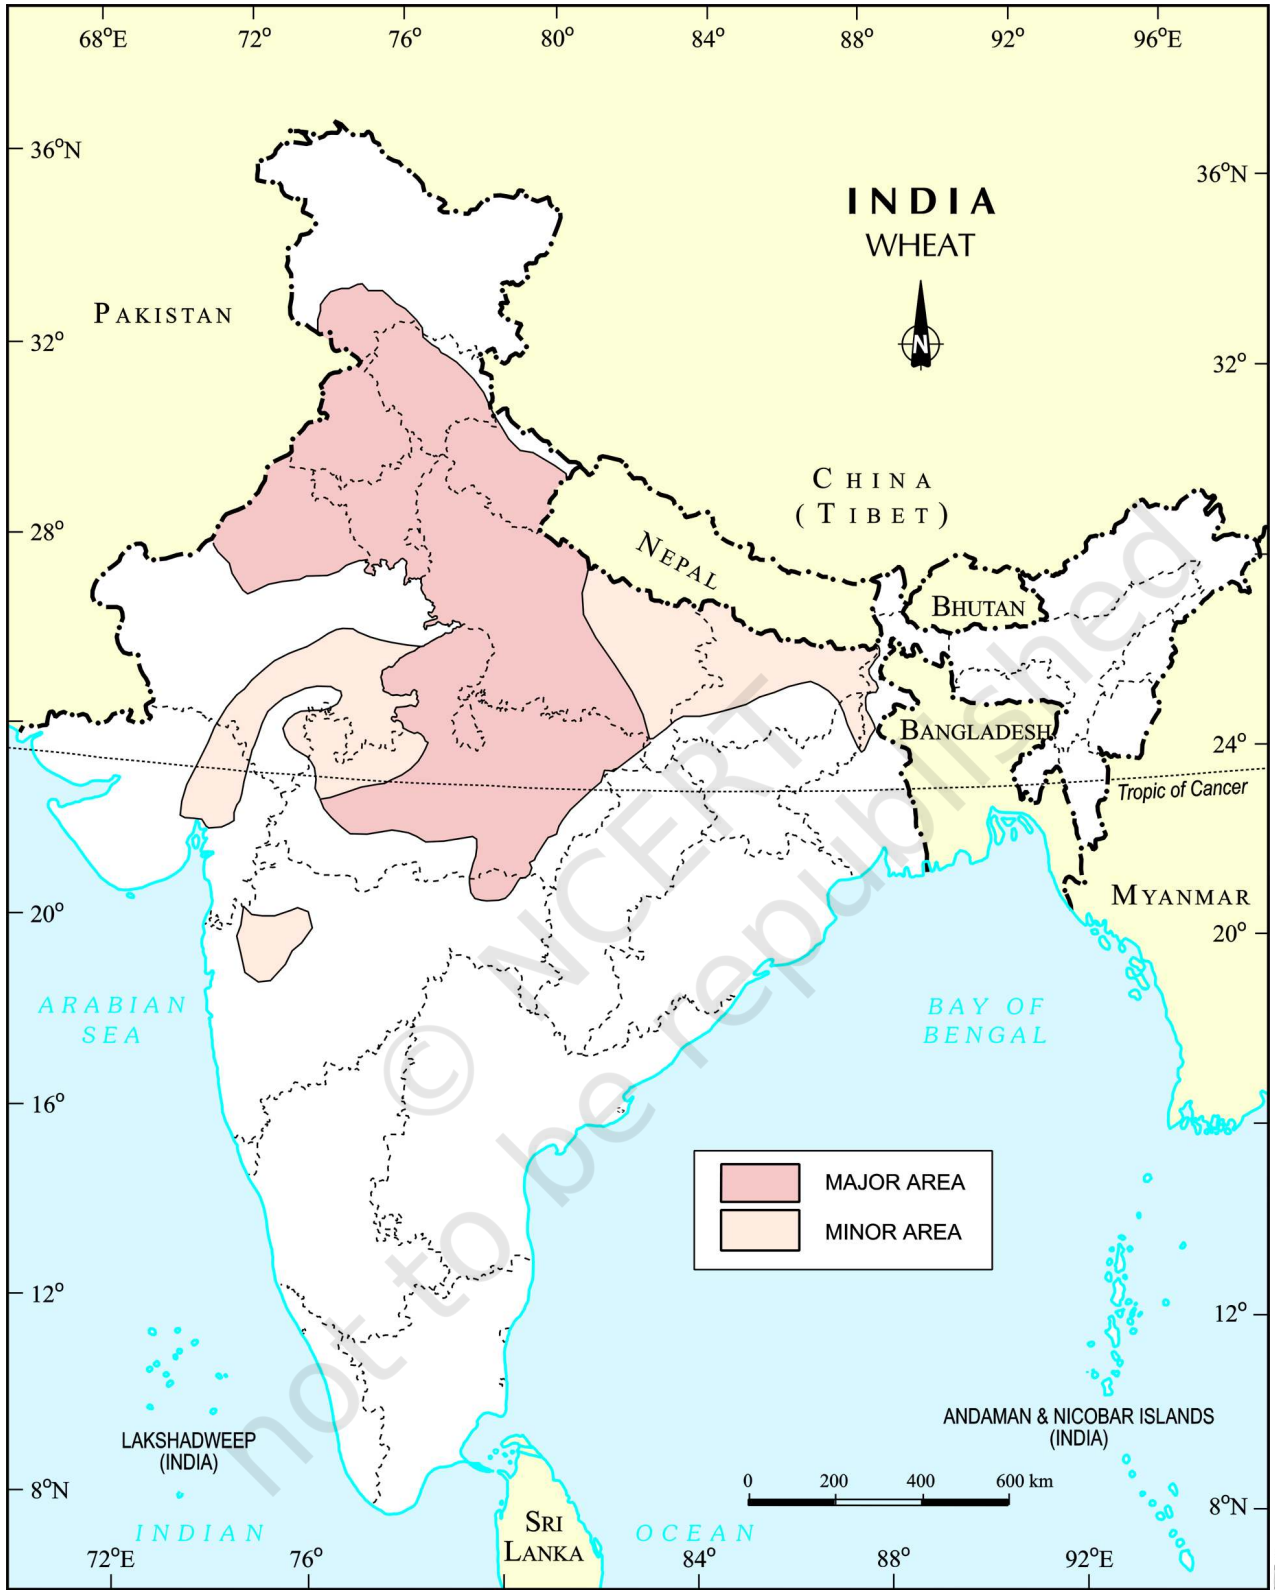 68°E 72° 76° 80° 84° 88° 92° 96°E
36°N
36°N
INDIA
WHEAT
PAKISTAN
N
32°
32°
CHINA
(TIBET)
28°
NEPAL
BHUTAN
BANGLADESH
24°
Tropic of Cancer
MYANMAR
20°
20°
ARABIAN
SEA
BAY OF
BENGAL
© NCERT
not to be republished
16°
MAJOR AREA
MINOR AREA
12°
12°
ANDAMAN & NICOBAR ISLANDS
(INDIA)
LAKSHADWEEP
(INDIA)
0 200 400 600 km
8°N
8°N
SRI
LANKA
INDIAN OCEAN
72°E 76° 84° 88° 92°E